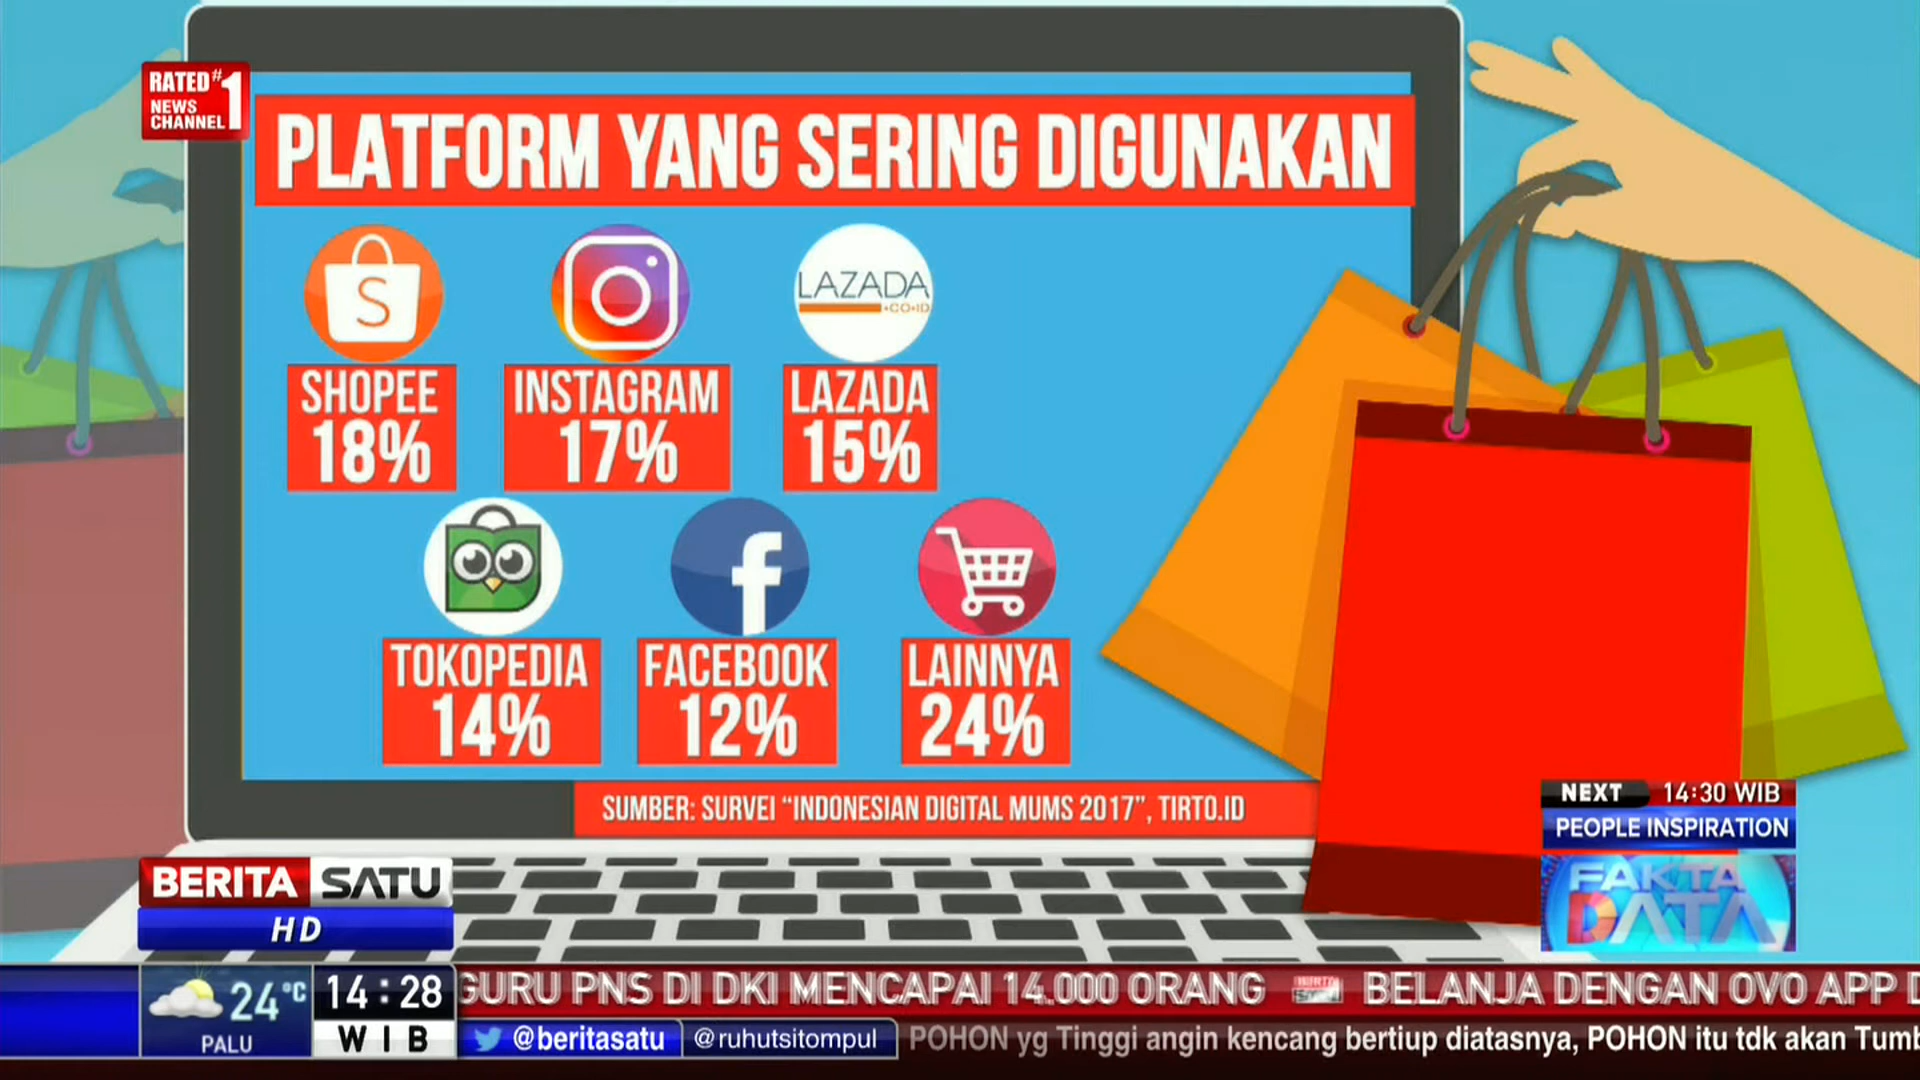 RATED #1
NEWS
CHANNEL
PLATFORM YANG SERING DIGUNAKAN
S
LAZADA
.CO.ID
SHOPEE
18%
INSTAGRAM
17%
LAZADA
15%
f
TOKOPEDIA
14%
FACEBOOK
12%
LAINNYA
24%
SUMBER: SURVEI “INDONESIAN DIGITAL MUMS 2017”, TIRTO.ID
NEXT 14:30 WIB
PEOPLE INSPIRATION
FAKTA
DATA
BERITA SATU
HD
24°C
PALU
14:28
WIB
GURU PNS DI DKI MENCAPAI 14.000 ORANG BELANJA DENGAN OVO APP D
@beritasatu @ruhutsitompul POHON yg Tinggi angin kencang bertiup diatasnya, POHON itu tdk akan Tumb